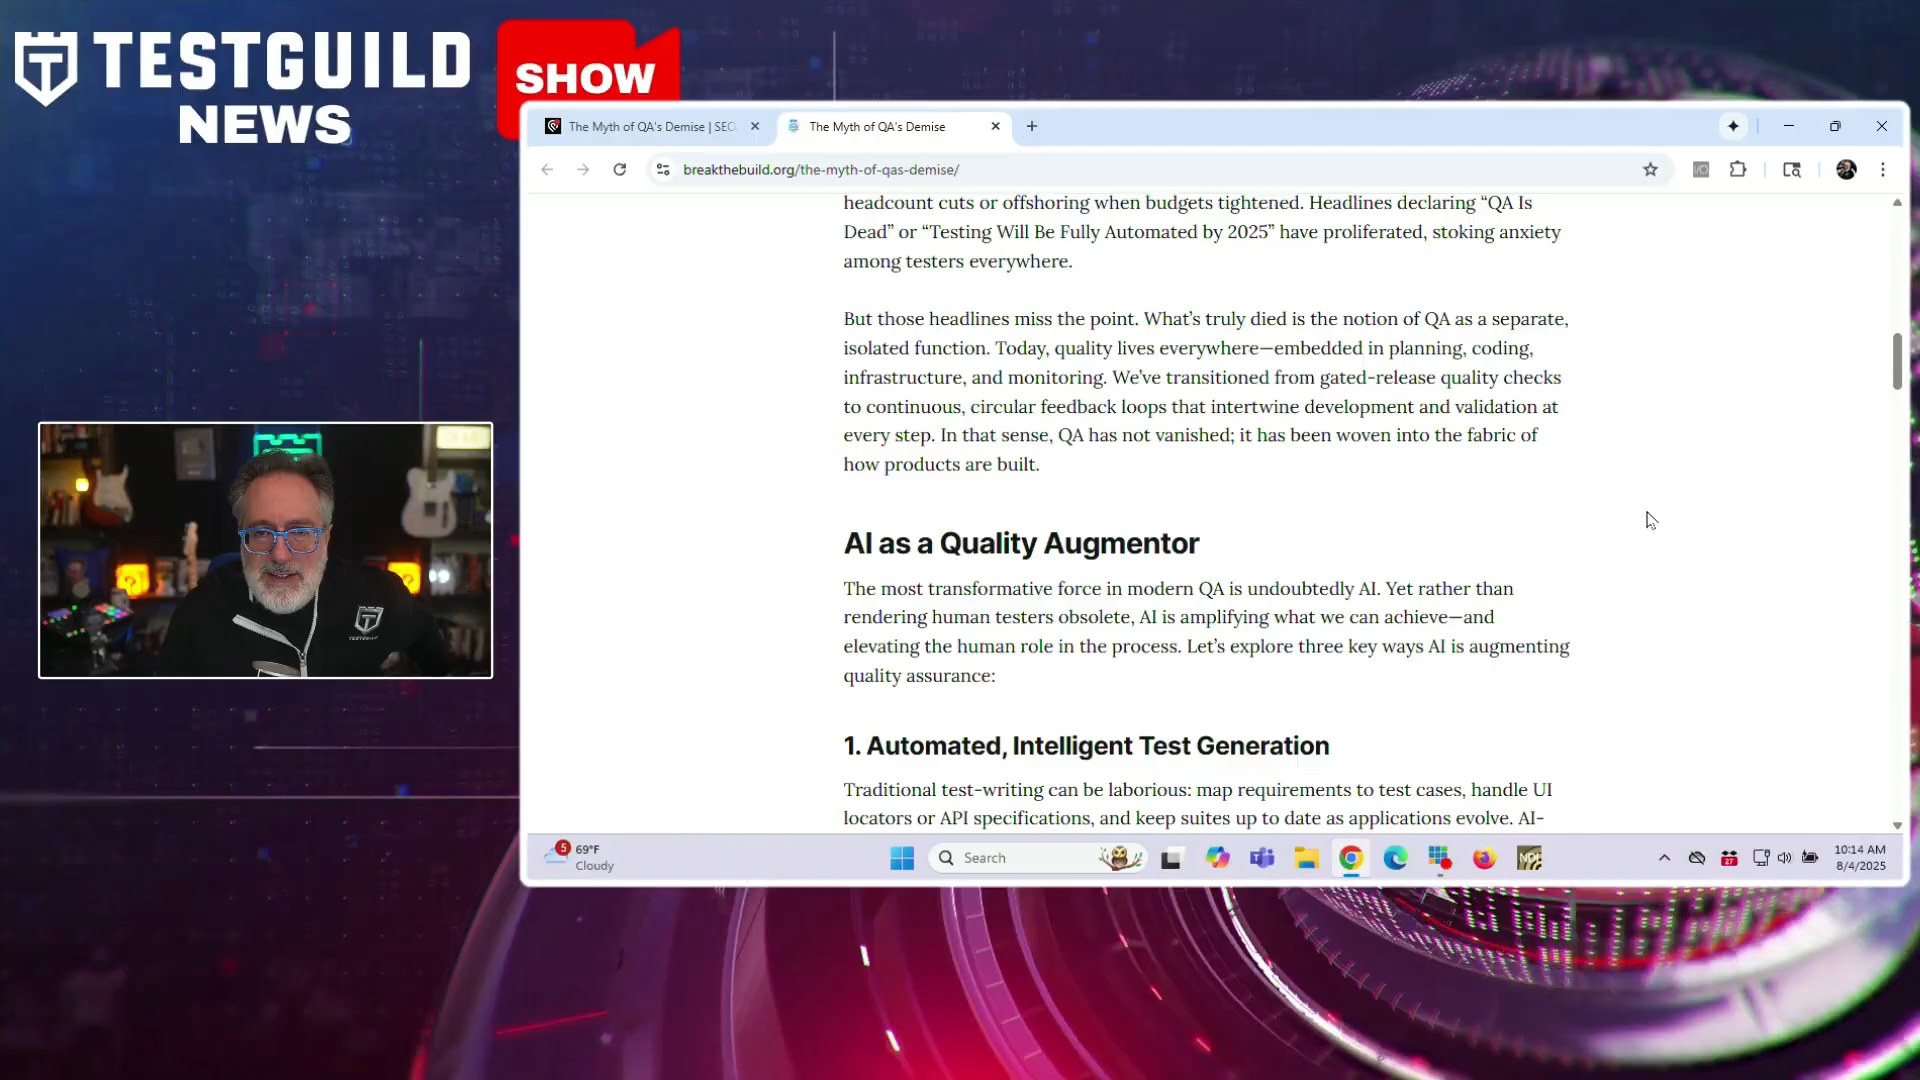 TESTGUILD
NEWS
SHOW
The Myth of QA's Demise | SEO
The Myth of QA's Demise
breakthebuild.org/the-myth-of-qas-demise/
headcount cuts or offshoring when budgets tightened. Headlines declaring “QA Is
Dead” or “Testing Will Be Fully Automated by 2025” have proliferated, stoking anxiety
among testers everywhere.
But those headlines miss the point. What’s truly died is the notion of QA as a separate,
isolated function. Today, quality lives everywhere—embedded in planning, coding,
infrastructure, and monitoring. We’ve transitioned from gated-release quality checks
to continuous, circular feedback loops that intertwine development and validation at
every step. In that sense, QA has not vanished; it has been woven into the fabric of
how products are built.
AI as a Quality Augmentor
The most transformative force in modern QA is undoubtedly AI. Yet rather than
rendering human testers obsolete, AI is amplifying what we can achieve—and
elevating the human role in the process. Let’s explore three key ways AI is augmenting
quality assurance:
1. Automated, Intelligent Test Generation
Traditional test-writing can be laborious: map requirements to test cases, handle UI
locators or API specifications, and keep suites up to date as applications evolve. AI-
5
69°F
Cloudy
Search
27
10:14 AM
8/4/2025